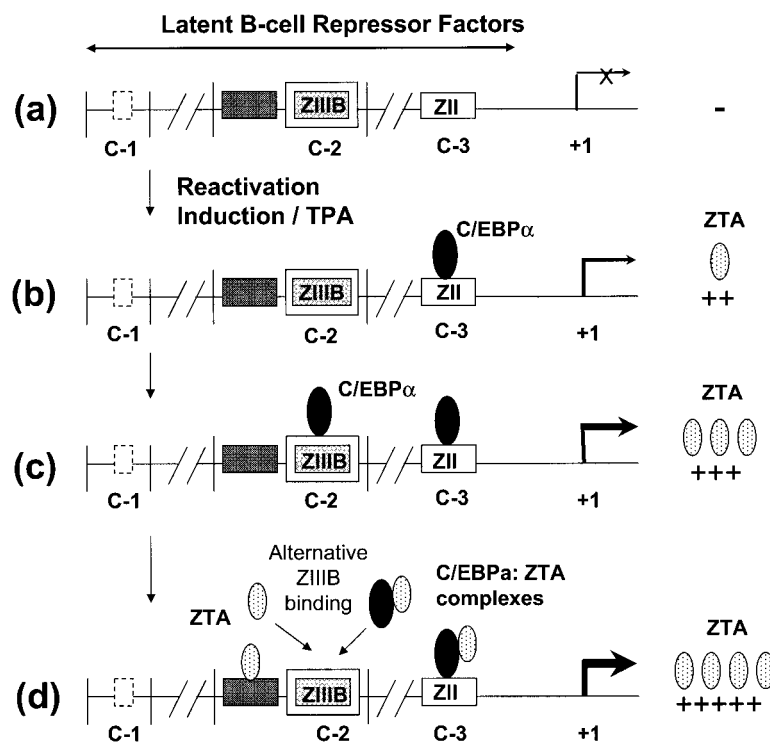 Latent B-cell Repressor Factors
(a)
ZIIIB
ZII
X
-
C-1
C-2
C-3
+1
Reactivation
Induction / TPA
C/EBPα
ZTA
(b)
ZIIIB
ZII
++
C-1
C-2
C-3
+1
C/EBPα
ZTA
(c)
ZIIIB
ZII
+++
C-1
C-2
C-3
+1
Alternative
ZIIIB
binding
C/EBPa: ZTA
complexes
ZTA
ZTA
(d)
ZIIIB
ZII
+++++
C-1
C-2
C-3
+1